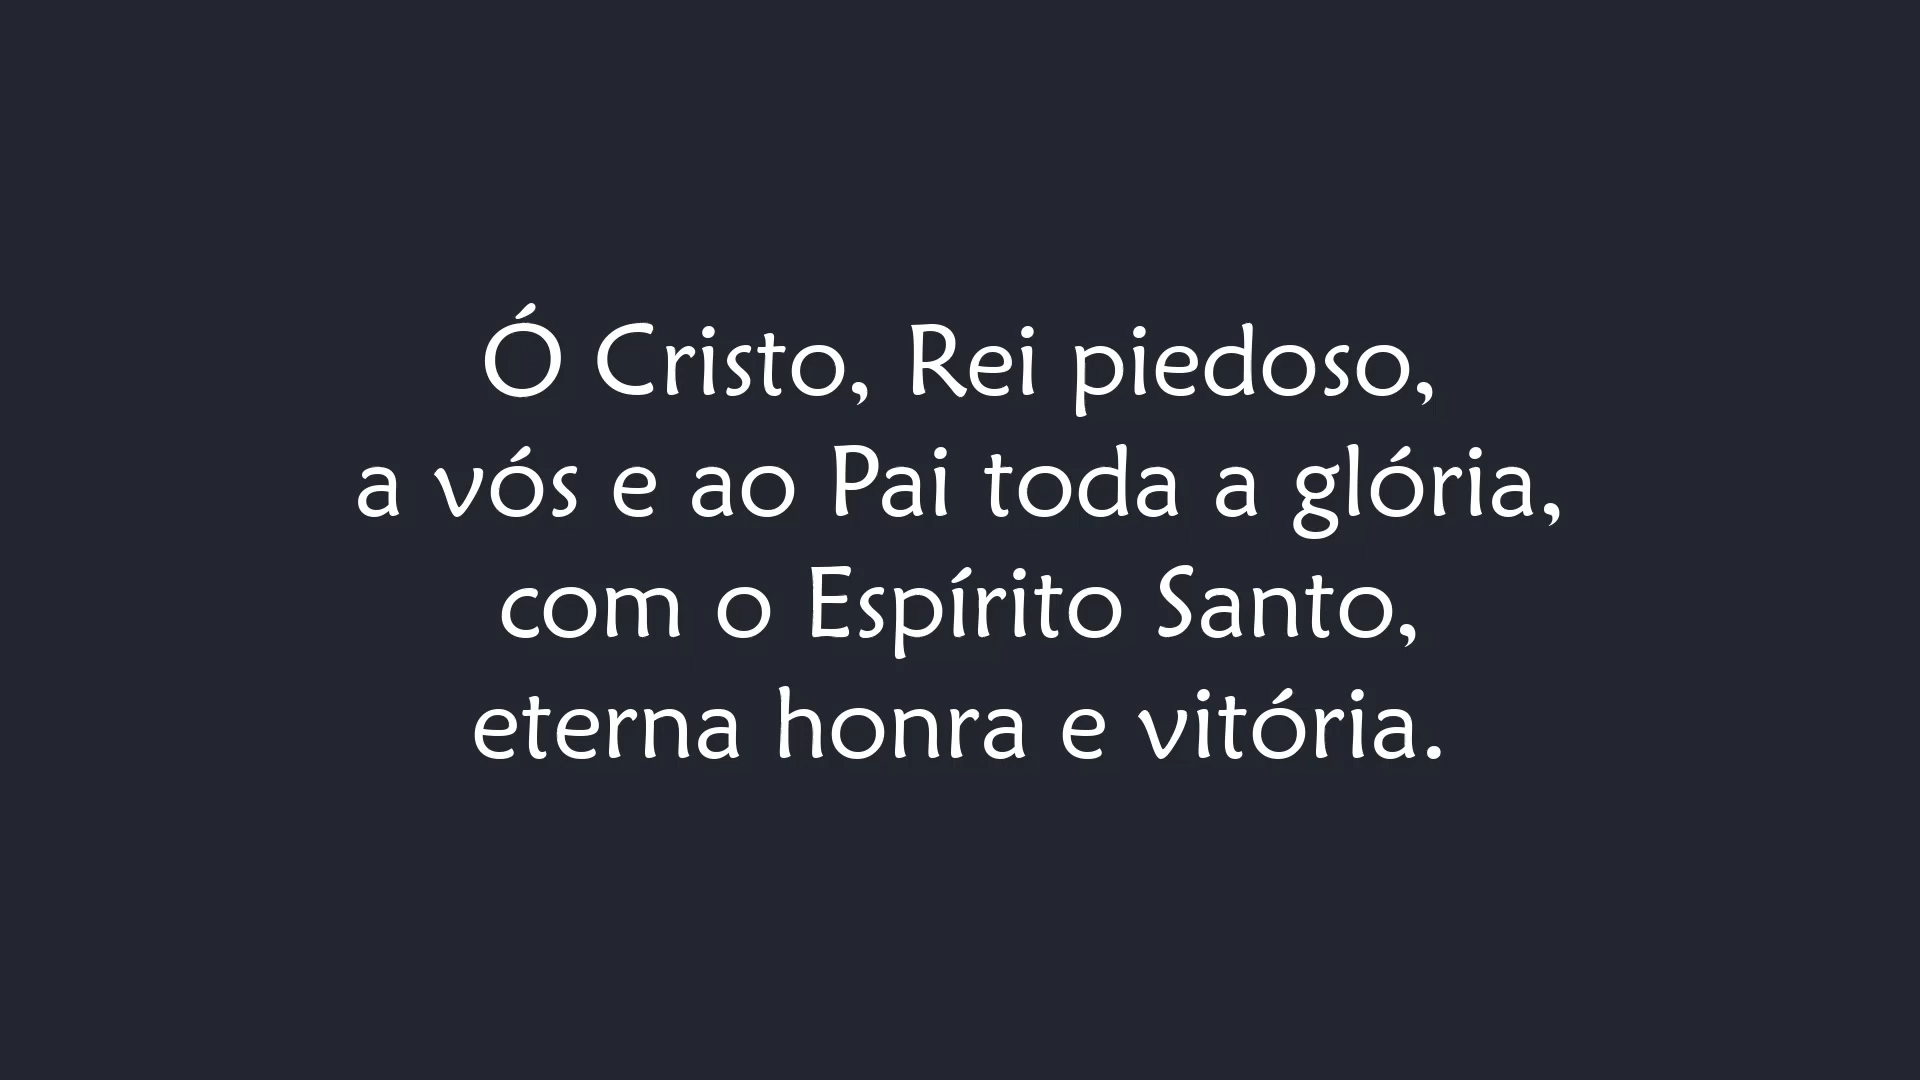 Ó Cristo, Rei piedoso,
a vós e ao Pai toda a glória,
com o Espírito Santo,
eterna honra e vitória.